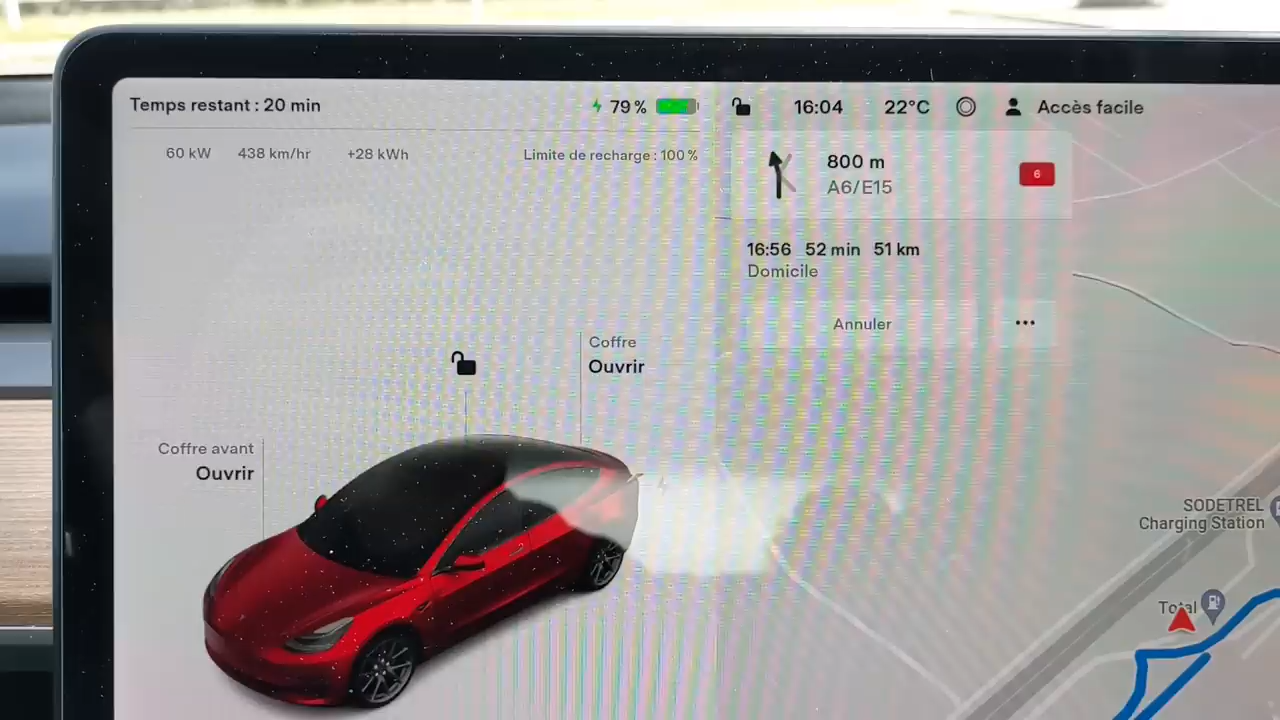 Temps restant : 20 min
79 %
16:04
22°C
Accès facile
60 kW
438 km/hr
+28 kWh
Limite de recharge : 100 %
800 m
A6/E15
6
16:56 52 min 51 km
Domicile
Annuler
...
Coffre
Ouvrir
Coffre avant
Ouvrir
SODETREL
Charging Station
Total